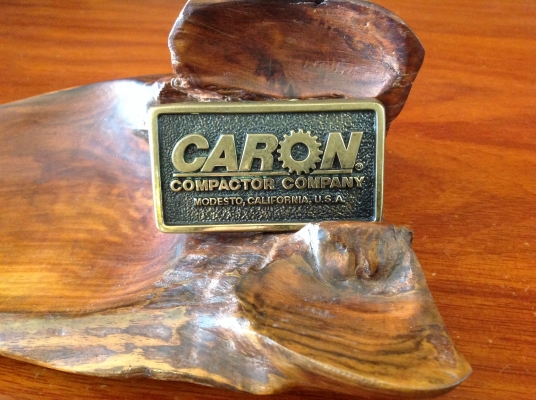 CARON®
COMPACTOR COMPANY
MODESTO, CALIFORNIA, U.S.A.